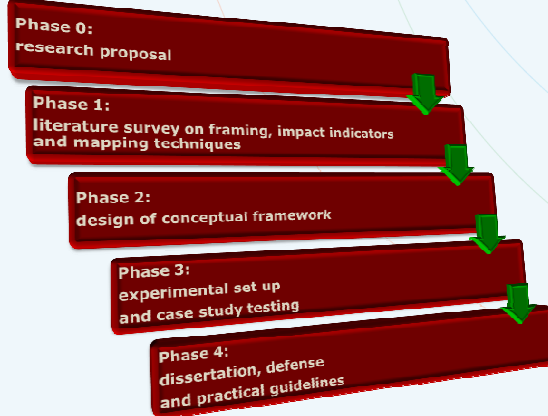 Phase 0:
research proposal
Phase 1:
literature survey on framing, impact indicators
and mapping techniques
Phase 2:
design of conceptual framework
Phase 3:
experimental set up
and case study testing
Phase 4:
dissertation, defense
and practical guidelines